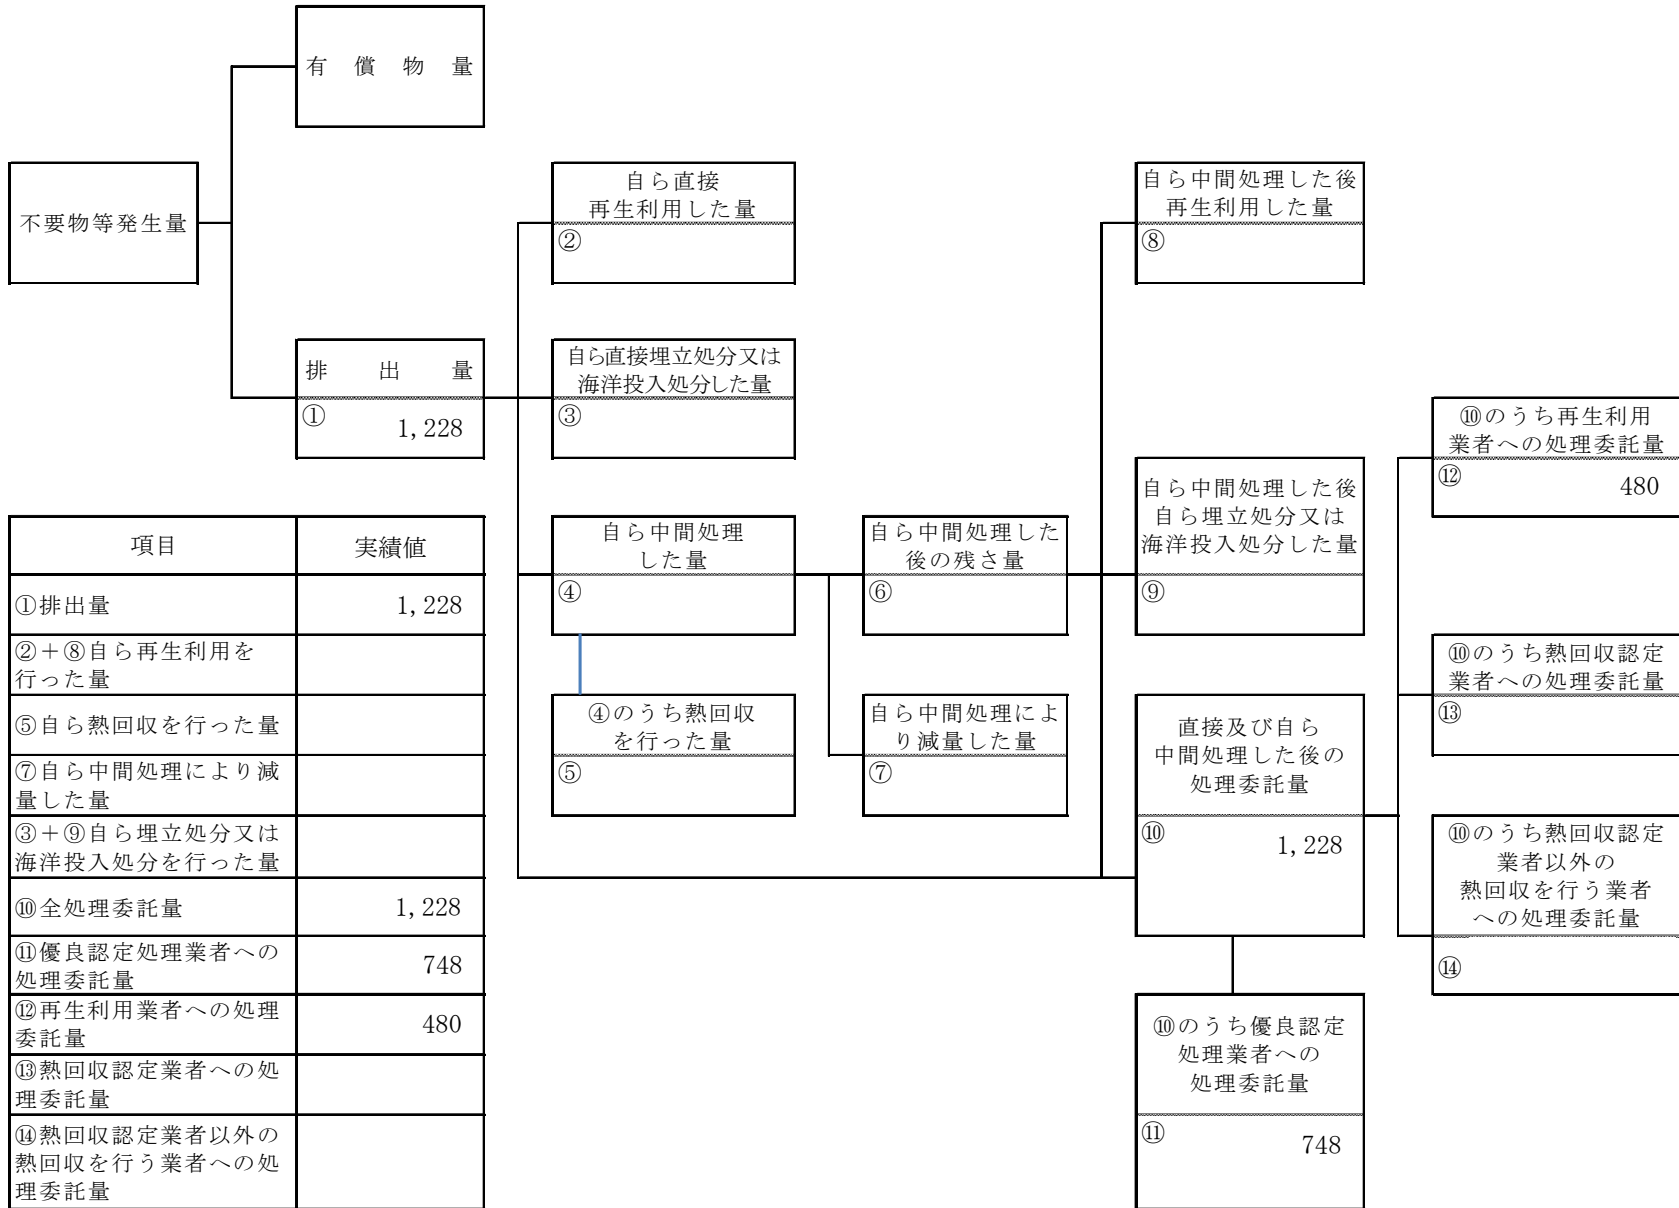 有償物量
不要物等発生量
自ら直接
再生利用した量
②
自ら中間処理した後
再生利用した量
⑧
排出量
①
1,228
自ら直接埋立処分又は
海洋投入処分した量
③
⑩のうち再生利用
業者への処理委託量
⑫
480
自ら中間処理
した量
④
自ら中間処理した
後の残さ量
⑥
自ら中間処理した後
自ら埋立処分又は
海洋投入処分した量
⑨
④のうち熱回収
を行った量
⑤
自ら中間処理によ
り減量した量
⑦
直接及び自ら
中間処理した後の
処理委託量
⑩
1,228
⑩のうち熱回収認定
業者への処理委託量
⑬
⑩のうち熱回収認定
業者以外の
熱回収を行う業者
への処理委託量
⑭
⑩のうち優良認定
処理業者への
処理委託量
⑪
748
項目 実績値
①排出量 1,228
②+⑧自ら再生利用を
行った量
⑤自ら熱回収を行った量
⑦自ら中間処理により減
量した量
③+⑨自ら埋立処分又は
海洋投入処分を行った量
⑩全処理委託量 1,228
⑪優良認定処理業者への
処理委託量
748
⑫再生利用業者への処理
委託量
480
⑬熱回収認定業者への処
理委託量
⑭熱回収認定業者以外の
熱回収を行う業者への処
理委託量